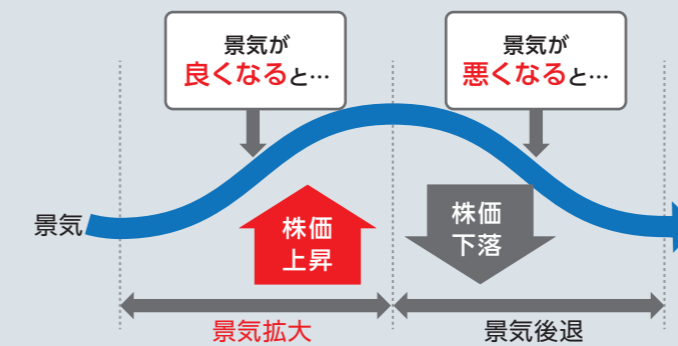 景気が
良くなると…
景気が
悪くなると…
景気
株価
上昇
株価
下落
景気拡大
景気後退